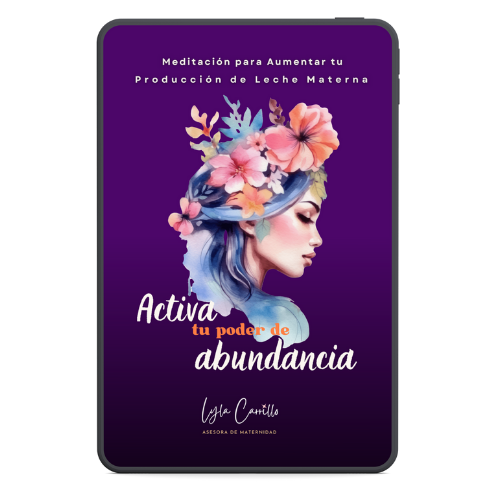 Meditación para Aumentar tu
Producción de Leche Materna
Activa
tu poder de
abundancia
Lyla Carrillo
ASESORA DE MATERNIDAD